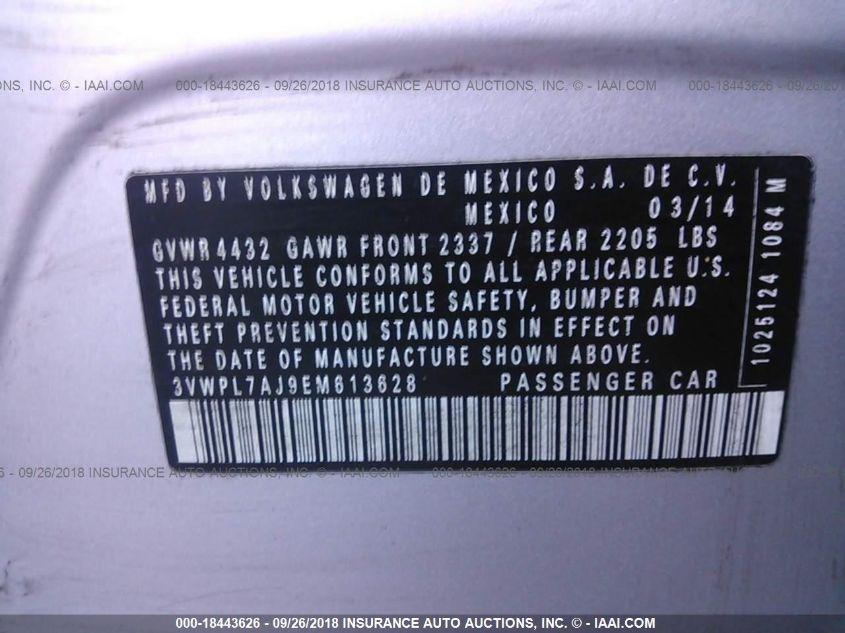 INC. © - IAAI.COM 000-18443626 - 09/26/2018 INSURANCE AUTO AUCTIONS, INC. © - IAAI.COM 000-18443626 - 09/26/2018 INSURANCE AUTO
MFD BY VOLKSWAGEN DE MEXICO S.A. DE C.V.
MEXICO 03/14
GVWR 4432 GAWR FRONT 2337 / REAR 2205 LBS
THIS VEHICLE CONFORMS TO ALL APPLICABLE U.S.
FEDERAL MOTOR VEHICLE SAFETY, BUMPER AND
THEFT PREVENTION STANDARDS IN EFFECT ON
THE DATE OF MANUFACTURE SHOWN ABOVE.
3VWPL7AJ9EM613628 PASSENGER CAR
1025124 1084 M
- 09/26/2018 INSURANCE AUTO AUCTIONS, INC. © - IAAI.COM
000-18443626 - 09/26/2018 INSURANCE AUTO AUCTIONS, INC. © - IAAI.COM